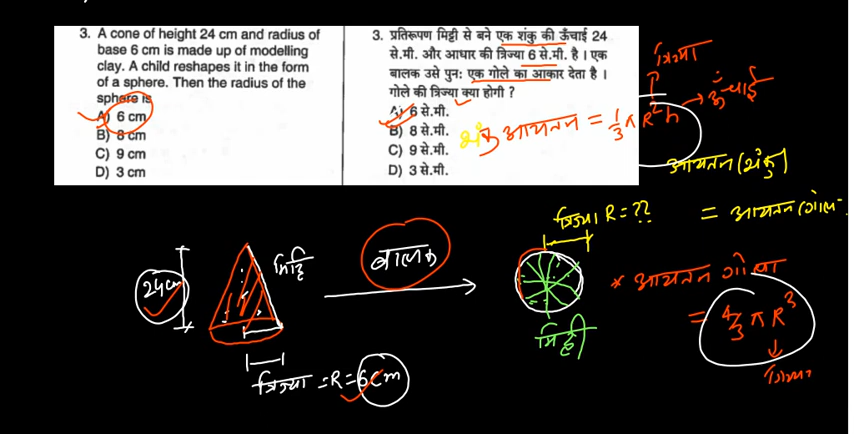 3. A cone of height 24 cm and radius of
base 6 cm is made up of modelling
clay. A child reshapes it in the form
of a sphere. Then the radius of the
sphere is
A) 6 cm
B) 8 cm
C) 9 cm
D) 3 cm
3. प्रतिरूपण मिट्टी से बने एक शंकु की ऊँचाई 24
से.मी. और आधार की त्रिज्या 6 से.मी. है। एक
बालक उसे पुनः एक गोले का आकार देता है।
गोले की त्रिज्या क्या होगी ?
A) 6 से.मी.
B) 8 से.मी.
C) 9 से.मी.
D) 3 से.मी.
त्रिज्या
शंकु आयतन = 1/3 π R²h → ऊँचाई
आयतन (शंकु)
= आयतन (गोला
त्रिज्या R = ??
24cm
बालक
* आयतन गोला
= 4/3 π R³
त्रिज्या = R = 6cm